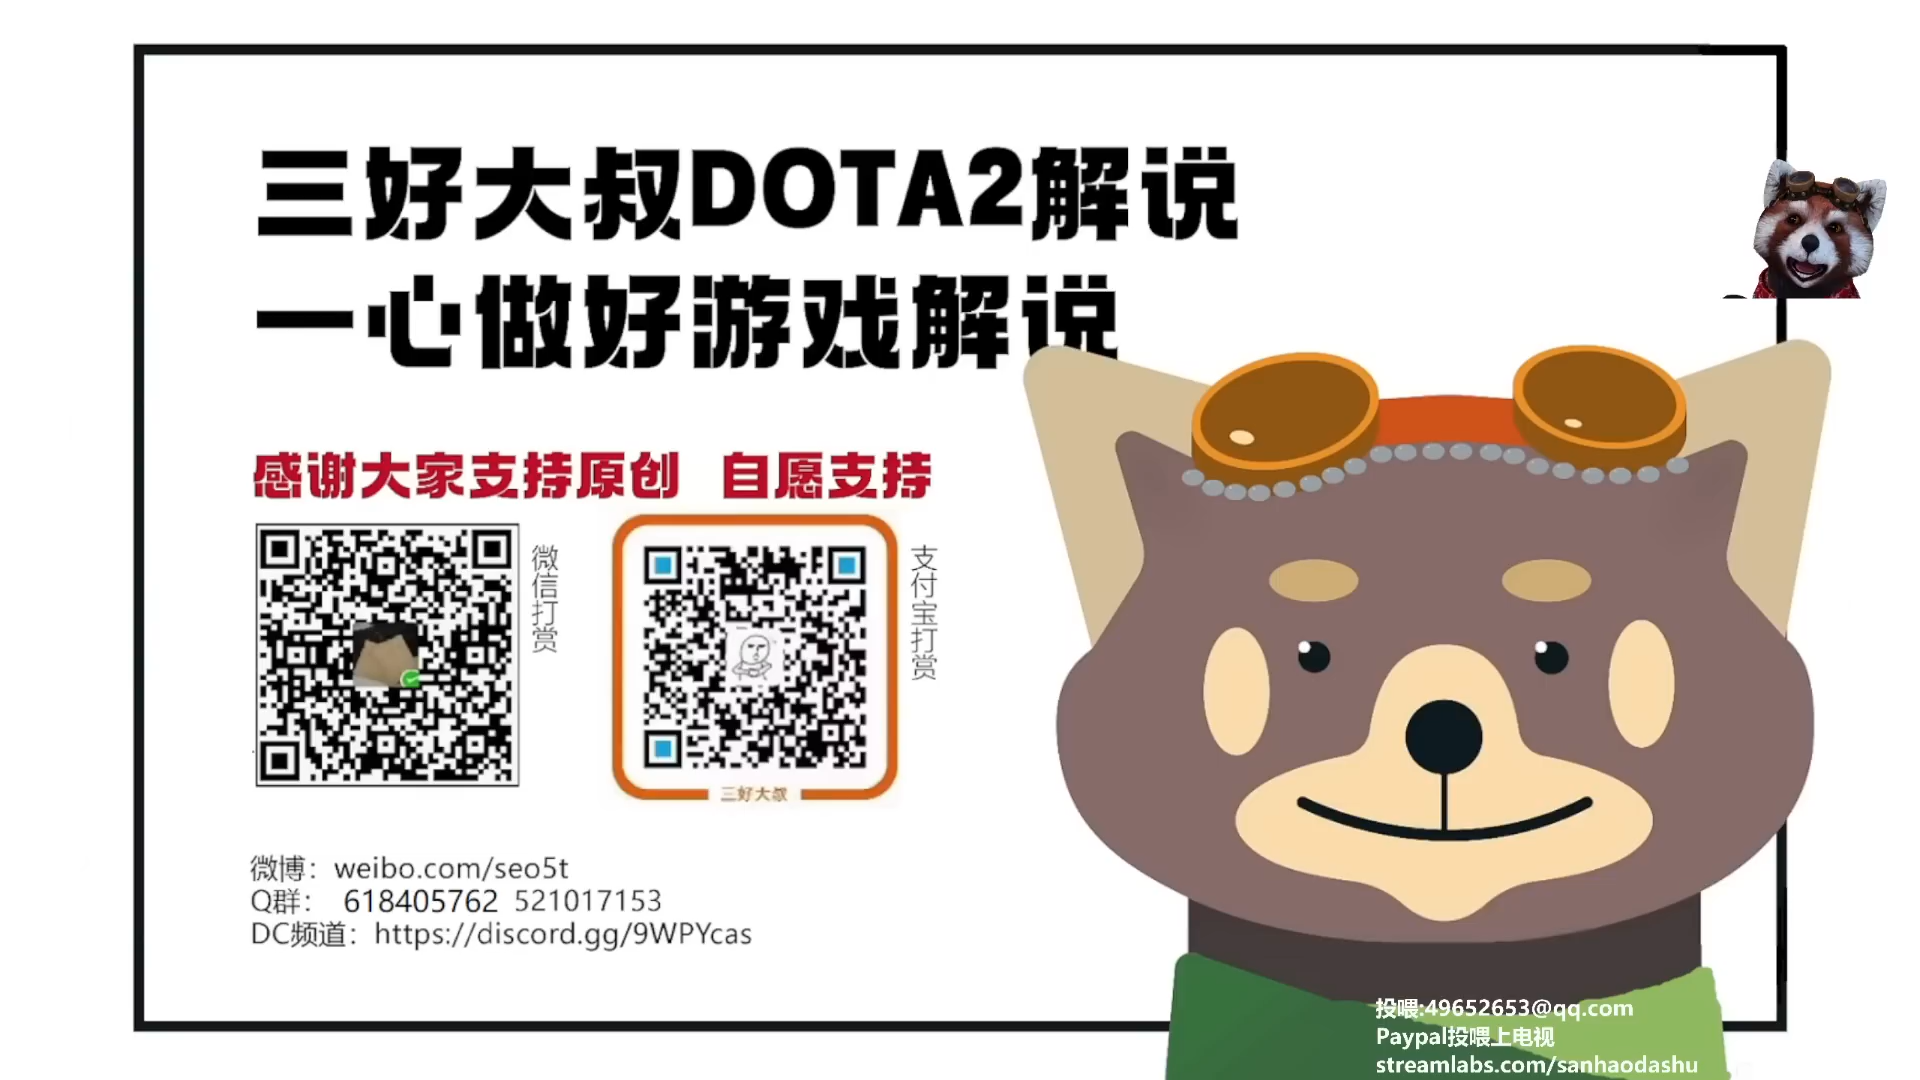 三好大叔DOTA2解说
一心做好游戏解说
感谢大家支持原创 自愿支持
微信打赏
支付宝打赏
三好大叔
微博：weibo.com/seo5t
Q群： 618405762 521017153
DC频道：https://discord.gg/9WPYcas
投喂:49652653@qq.com
Paypal投喂上电视
streamlabs.com/sanhaodashu